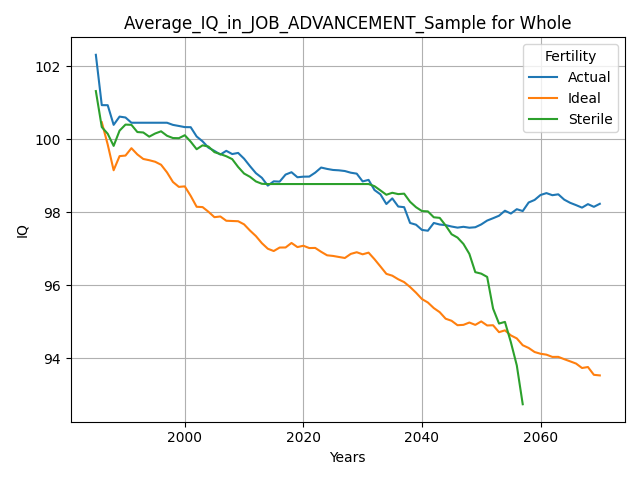 Average_IQ_in_JOB_ADVANCEMENT_Sample for Whole
Fertility
Actual
Ideal
Sterile
102
100
98
96
94
IQ
2000
2020
2040
2060
Years